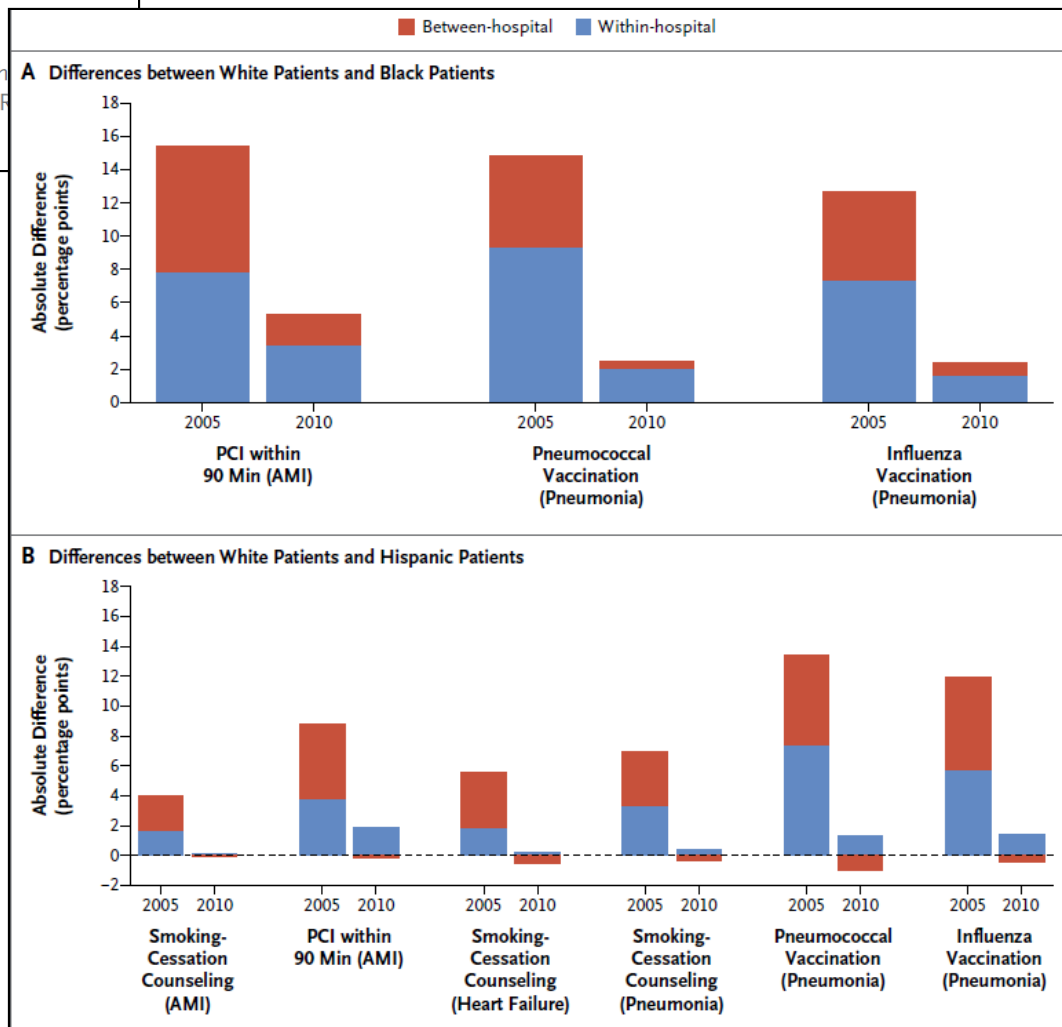 Between-hospital Within-hospital
A Differences between White Patients and Black Patients
Absolute Difference
(percentage points)
18
16
14
12
10
8
6
4
2
0
2005 2010 2005 2010 2005 2010
PCI within
90 Min (AMI)
Pneumococcal
Vaccination
(Pneumonia)
Influenza
Vaccination
(Pneumonia)
B Differences between White Patients and Hispanic Patients
Absolute Difference
(percentage points)
18
16
14
12
10
8
6
4
2
0
−2
2005 2010 2005 2010 2005 2010 2005 2010 2005 2010 2005 2010
Smoking-
Cessation
Counseling
(AMI)
PCI within
90 Min (AMI)
Smoking-
Cessation
Counseling
(Heart Failure)
Smoking-
Cessation
Counseling
(Pneumonia)
Pneumococcal
Vaccination
(Pneumonia)
Influenza
Vaccination
(Pneumonia)